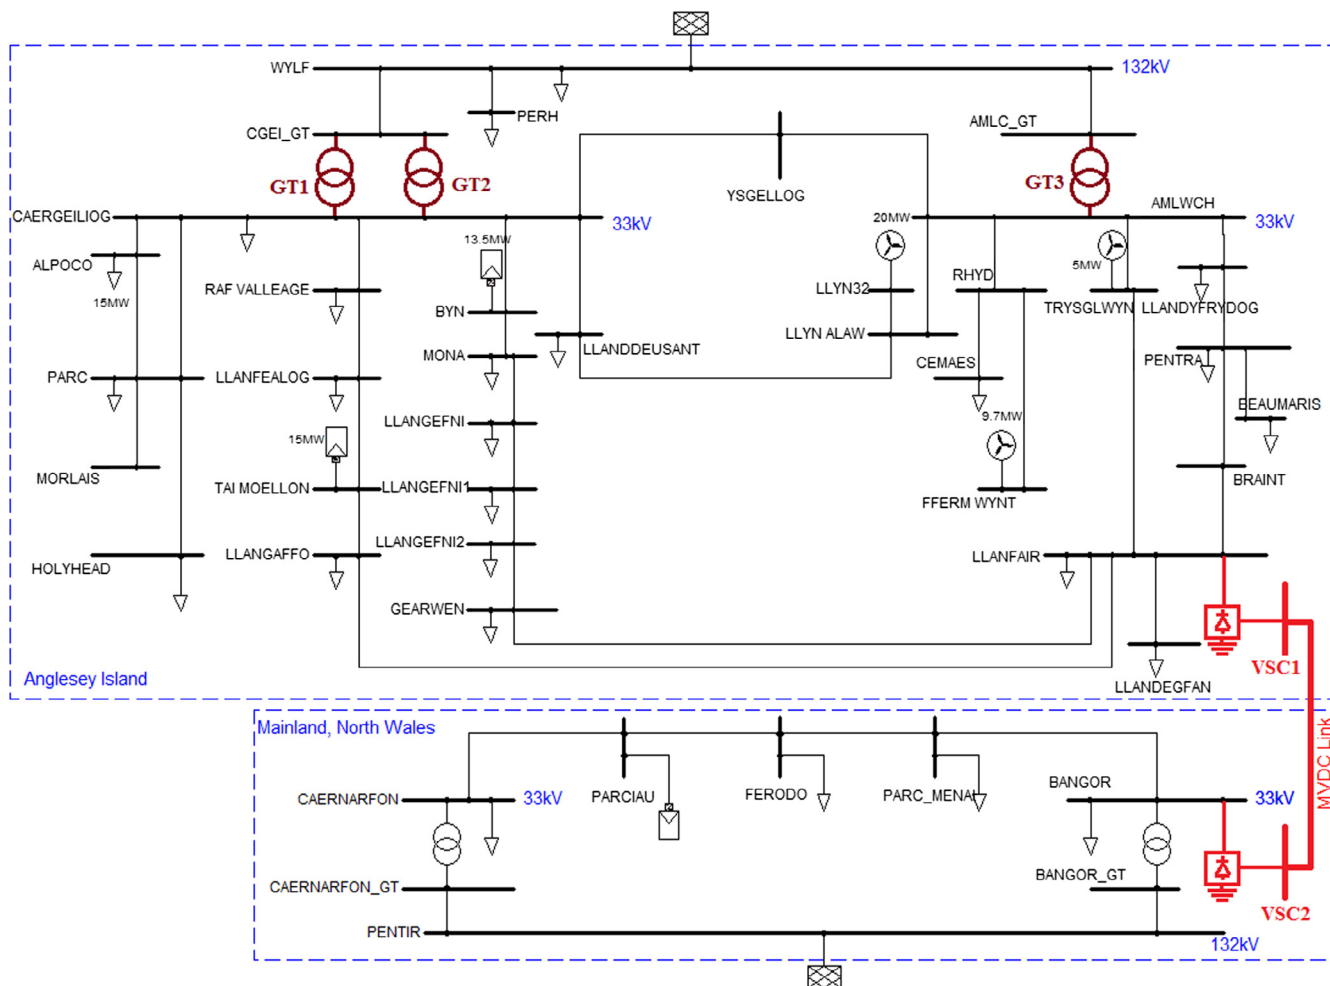 WYLF
132kV
PERH
CGEI_GT
AMLC_GT
GT1
GT2
YSGELLOG
GT3
CAERGEILIOG
33kV
20MW
AMLWCH
33kV
ALPOCO
15MW
RAF VALLEAGE
13.5MW
BYN
LLANDDEUSANT
LLYN32
LLYN ALAW
RHYD
5MW
TRYSGLWYN
LLANDYFRYDOG
MONA
CEMAES
PENTRA
PARC
LLANFEALOG
LLANGEFNI
9.7MW
BEAUMARIS
15MW
MORLAIS
TAI MOELLON
LLANGEFNI1
FFERM WYNT
BRAINT
HOLYHEAD
LLANGAFFO
LLANGEFNI2
LLANFAIR
GEARWEN
Anglesey Island
LLANDEGFAN
VSC1
Mainland, North Wales
MVDC Link
CAERNARFON
33kV
PARCIAU
FERODO
PARC_MENAI
BANGOR
33kV
CAERNARFON_GT
BANGOR_GT
VSC2
PENTIR
132kV